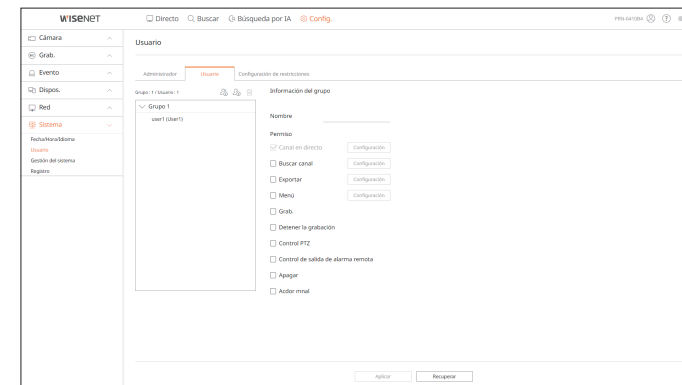 WISENET
Directo Buscar Búsqueda por IA Config. PRN-6410B4
Cámara
Grab.
Evento
Dispos.
Red
Sistema
Fecha/Hora/Idioma
Usuario
Gestión del sistema
Registro
Usuario
Administrador Usuario Configuración de restricciones
Grupo : 1 / Usuario : 1
Grupo 1
user1 (User1)
Información del grupo
Nombre
Permiso
Canal en directo Configuración
Buscar canal Configuración
Exportar
Menú Configuración
Grab.
Detener la grabación
Control PTZ
Control de salida de alarma remota
Apagar
Acdor mnal
Aplicar Recuperar